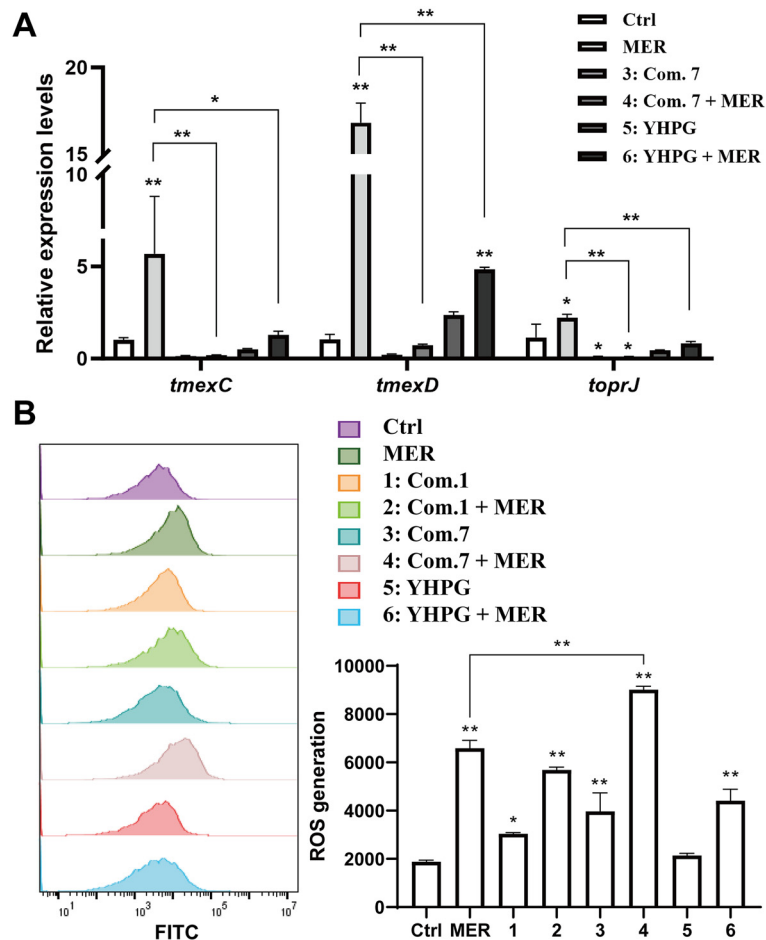 A
Relative expression levels
20
15
10
5
0
**
**
*
**
**
**
**
*
*
*
**
**
tmexC
tmexD
toprJ
Ctrl
MER
3: Com. 7
4: Com. 7 + MER
5: YHPG
6: YHPG + MER
B
Ctrl
MER
1: Com.1
2: Com.1 + MER
3: Com.7
4: Com.7 + MER
5: YHPG
6: YHPG + MER
10¹ 10³ 10⁵ 10⁷
FITC
ROS generation
10000
8000
6000
4000
2000
0
**
**
*
**
**
**
**
Ctrl MER 1 2 3 4 5 6